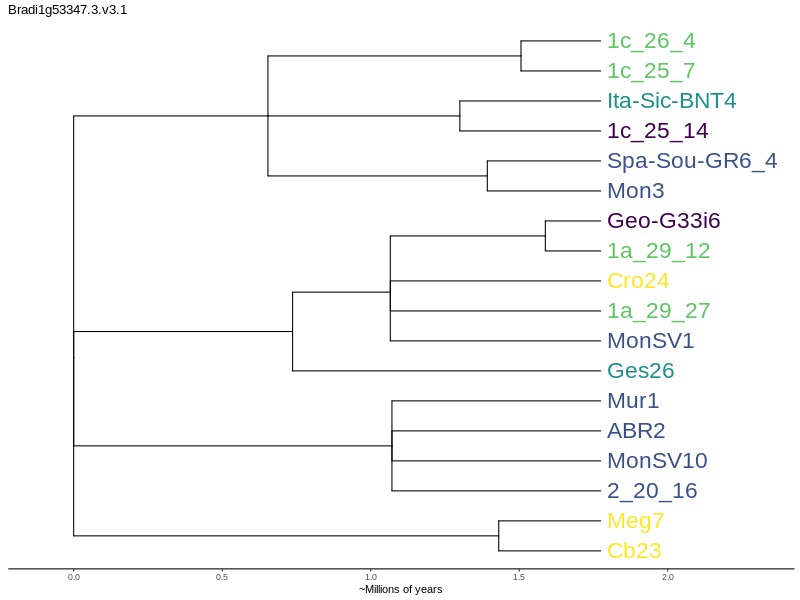 Bradi1g53347.3.v3.1
1c_26_4
1c_25_7
Ita-Sic-BNT4
1c_25_14
Spa-Sou-GR6_4
Mon3
Geo-G33i6
1a_29_12
Cro24
1a_29_27
MonSV1
Ges26
Mur1
ABR2
MonSV10
2_20_16
Meg7
Cb23
0.0 0.5 1.0 1.5 2.0
~Millions of years